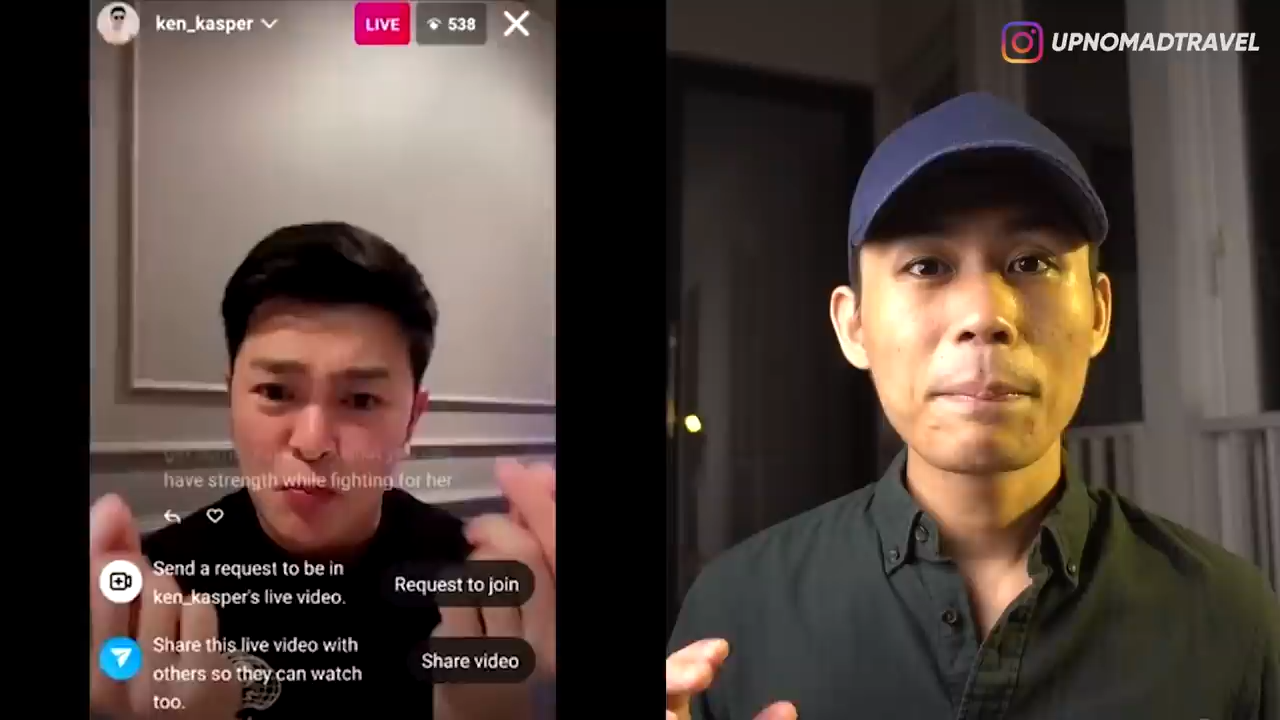 ken_kasper
LIVE
538
UPNOMADTRAVEL
have strength while fighting for her
Send a request to be in
ken_kasper's live video.
Request to join
Share this live video with
others so they can watch
too.
Share video